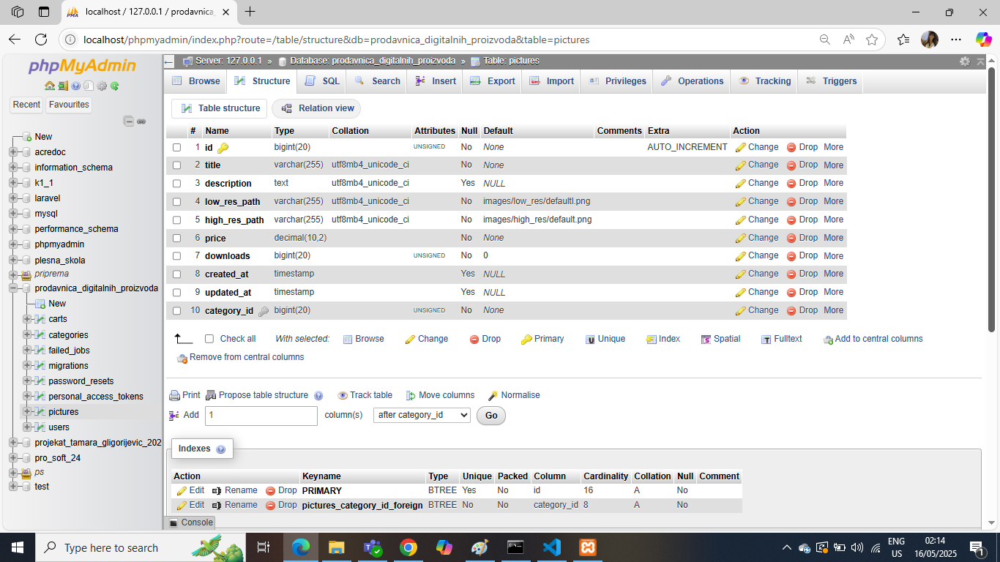 localhost / 127.0.0.1 / prodavnica_
localhost/phpmyadmin/index.php?route=/table/structure&db=prodavnica_digitalnih_proizvoda&table=pictures
phpMyAdmin
Recent Favourites
New
acredoc
information_schema
k1_1
laravel
mysql
performance_schema
phpmyadmin
plesna_skola
priprema
prodavnica_digitalnih_proizvoda
New
carts
categories
failed_jobs
migrations
password_resets
personal_access_tokens
pictures
users
projekat_tamara_gligorijevic_202
pro_soft_24
ps
test
Server: 127.0.0.1 » Database: prodavnica_digitalnih_proizvoda » Table: pictures
Browse Structure SQL Search Insert Export Import Privileges Operations Tracking Triggers
Table structure Relation view
# Name Type Collation Attributes Null Default Comments Extra Action
1 id bigint(20) UNSIGNED No None AUTO_INCREMENT Change Drop More
2 title varchar(255) utf8mb4_unicode_ci No None Change Drop More
3 description text utf8mb4_unicode_ci Yes NULL Change Drop More
4 low_res_path varchar(255) utf8mb4_unicode_ci No images/low_res/defaultl.png Change Drop More
5 high_res_path varchar(255) utf8mb4_unicode_ci No images/high_res/default.png Change Drop More
6 price decimal(10,2) No None Change Drop More
7 downloads bigint(20) UNSIGNED No 0 Change Drop More
8 created_at timestamp Yes NULL Change Drop More
9 updated_at timestamp Yes NULL Change Drop More
10 category_id bigint(20) UNSIGNED No None Change Drop More
Check all With selected: Browse Change Drop Primary Unique Index Spatial Fulltext Add to central columns
Remove from central columns
Print Propose table structure Track table Move columns Normalise
Add 1 column(s) after category_id Go
Indexes
Action Keyname Type Unique Packed Column Cardinality Collation Null Comment
Edit Rename Drop PRIMARY BTREE Yes No id 16 A No
Edit Rename Drop pictures_category_id_foreign BTREE No No category_id 8 A No
Console
Type here to search
ENG
US
02:14
16/05/2025
1